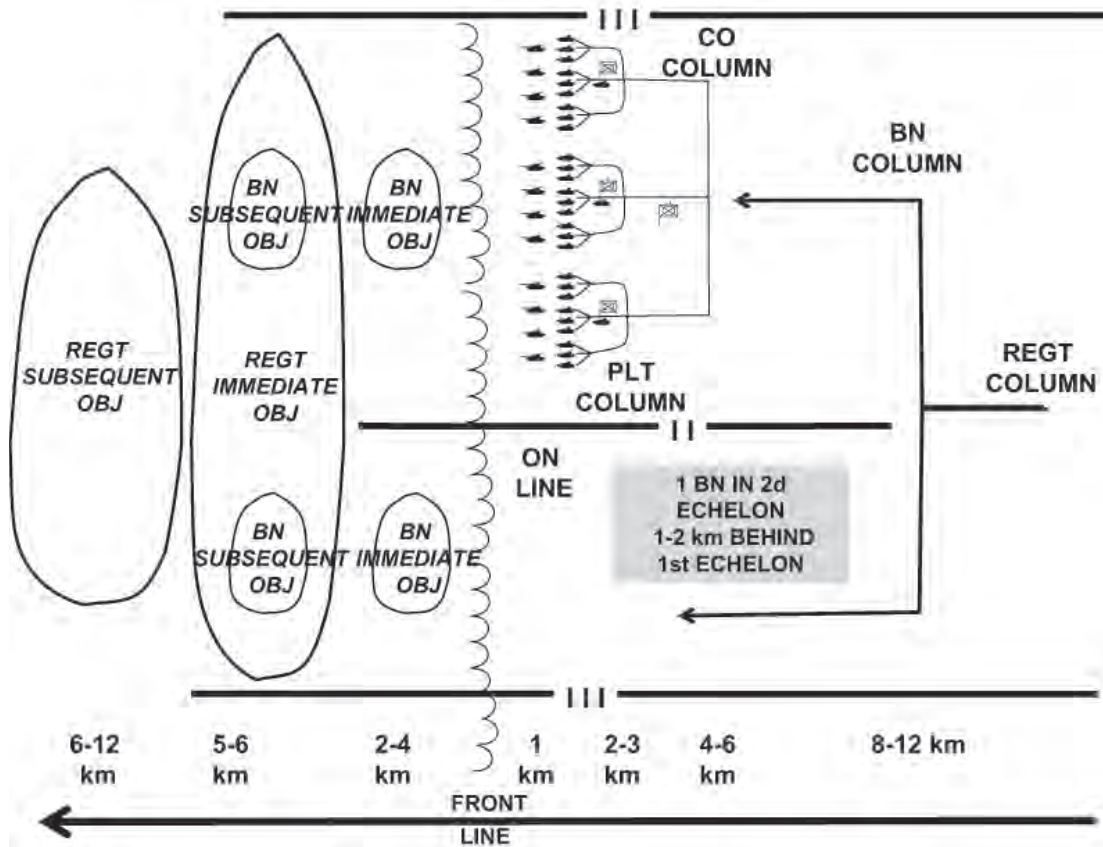 CO
COLUMN
BN
COLUMN
BN
SUBSEQUENT
OBJ
BN
IMMEDIATE
OBJ
REGT
SUBSEQUENT
OBJ
REGT
IMMEDIATE
OBJ
PLT
COLUMN
REGT
COLUMN
ON
LINE
1 BN IN 2d
ECHELON
1-2 km BEHIND
1st ECHELON
BN
SUBSEQUENT
OBJ
BN
IMMEDIATE
OBJ
6-12
km
5-6
km
2-4
km
1
km
2-3
km
4-6
km
8-12 km
FRONT
LINE